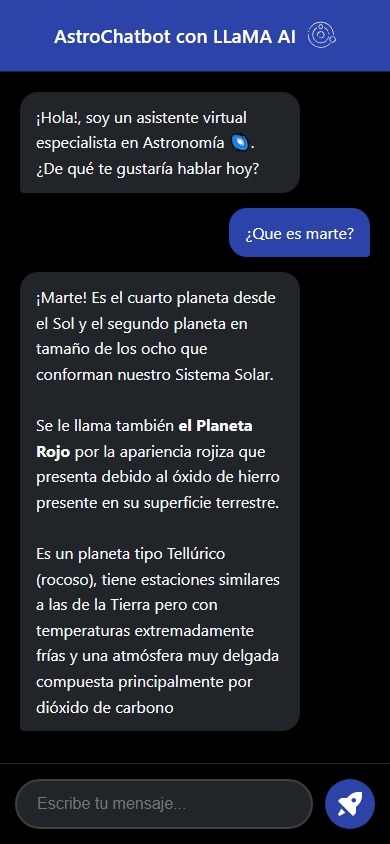 AstroChatbot con LLaMA AI
¡Hola!, soy un asistente virtual
especialista en Astronomía 🌌.
¿De qué te gustaría hablar hoy?
¿Que es marte?
¡Marte! Es el cuarto planeta desde
el Sol y el segundo planeta en
tamaño de los ocho que
conforman nuestro Sistema Solar.
Se le llama también el Planeta
Rojo por la apariencia rojiza que
presenta debido al óxido de hierro
presente en su superficie terrestre.
Es un planeta tipo Tellúrico
(rocoso), tiene estaciones similares
a las de la Tierra pero con
temperaturas extremadamente
frías y una atmósfera muy delgada
compuesta principalmente por
dióxido de carbono
Escribe tu mensaje...